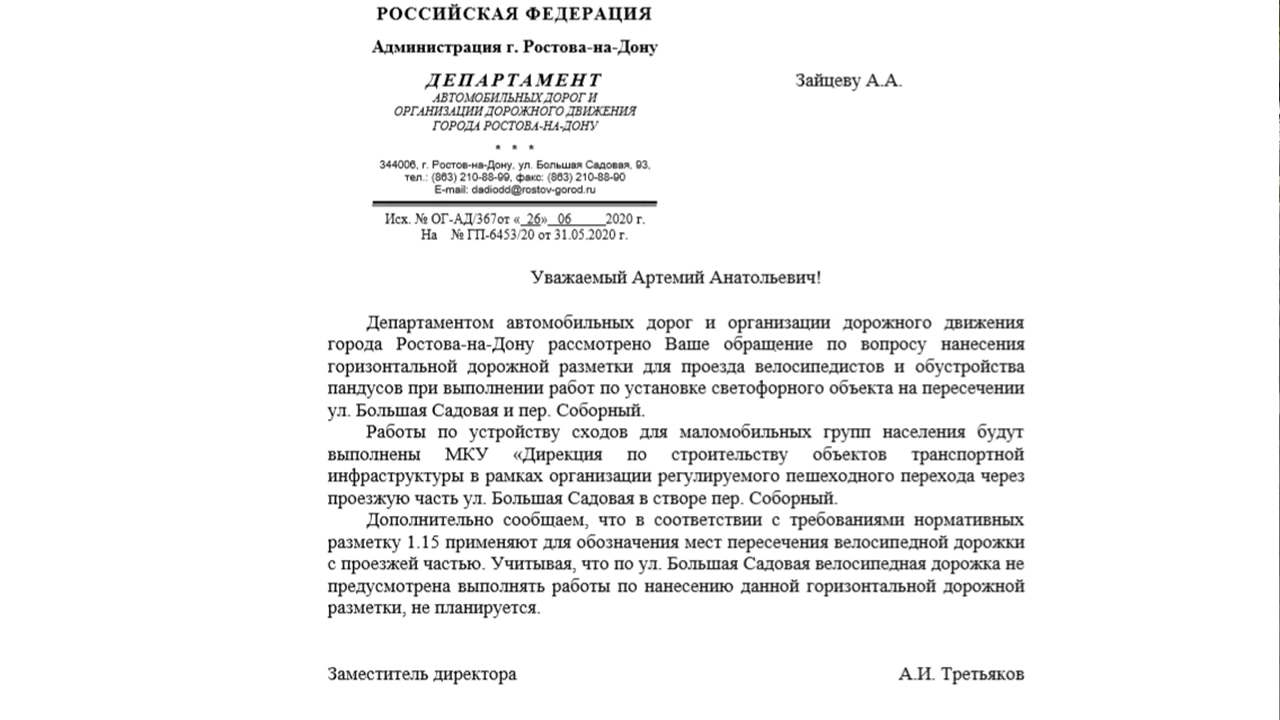 РОССИЙСКАЯ ФЕДЕРАЦИЯ
Администрация г. Ростова-на-Дону
ДЕПАРТАМЕНТ
АВТОМОБИЛЬНЫХ ДОРОГ И
ОРГАНИЗАЦИИ ДОРОЖНОГО ДВИЖЕНИЯ
ГОРОДА РОСТОВА-НА-ДОНУ
* * *
344006, г. Ростов-на-Дону, ул. Большая Садовая, 93,
тел.: (863) 210-88-99, факс: (863) 210-88-90
E-mail: dadiodd@rostov-gorod.ru
Исх. № ОГ-АД/367от «_26»__06_____2020 г.
На № ГП-6453/20 от 31.05.2020 г.
Зайцеву А.А.
Уважаемый Артемий Анатольевич!
Департаментом автомобильных дорог и организации дорожного движения
города Ростова-на-Дону рассмотрено Ваше обращение по вопросу нанесения
горизонтальной дорожной разметки для проезда велосипедистов и обустройства
пандусов при выполнении работ по установке светофорного объекта на пересечении
ул. Большая Садовая и пер. Соборный.
Работы по устройству сходов для маломобильных групп населения будут
выполнены МКУ «Дирекция по строительству объектов транспортной
инфраструктуры в рамках организации регулируемого пешеходного перехода через
проезжую часть ул. Большая Садовая в створе пер. Соборный.
Дополнительно сообщаем, что в соответствии с требованиями нормативных
разметку 1.15 применяют для обозначения мест пересечения велосипедной дорожки
с проезжей частью. Учитывая, что по ул. Большая Садовая велосипедная дорожка не
предусмотрена выполнять работы по нанесению данной горизонтальной дорожной
разметки, не планируется.
Заместитель директора
А.И. Третьяков